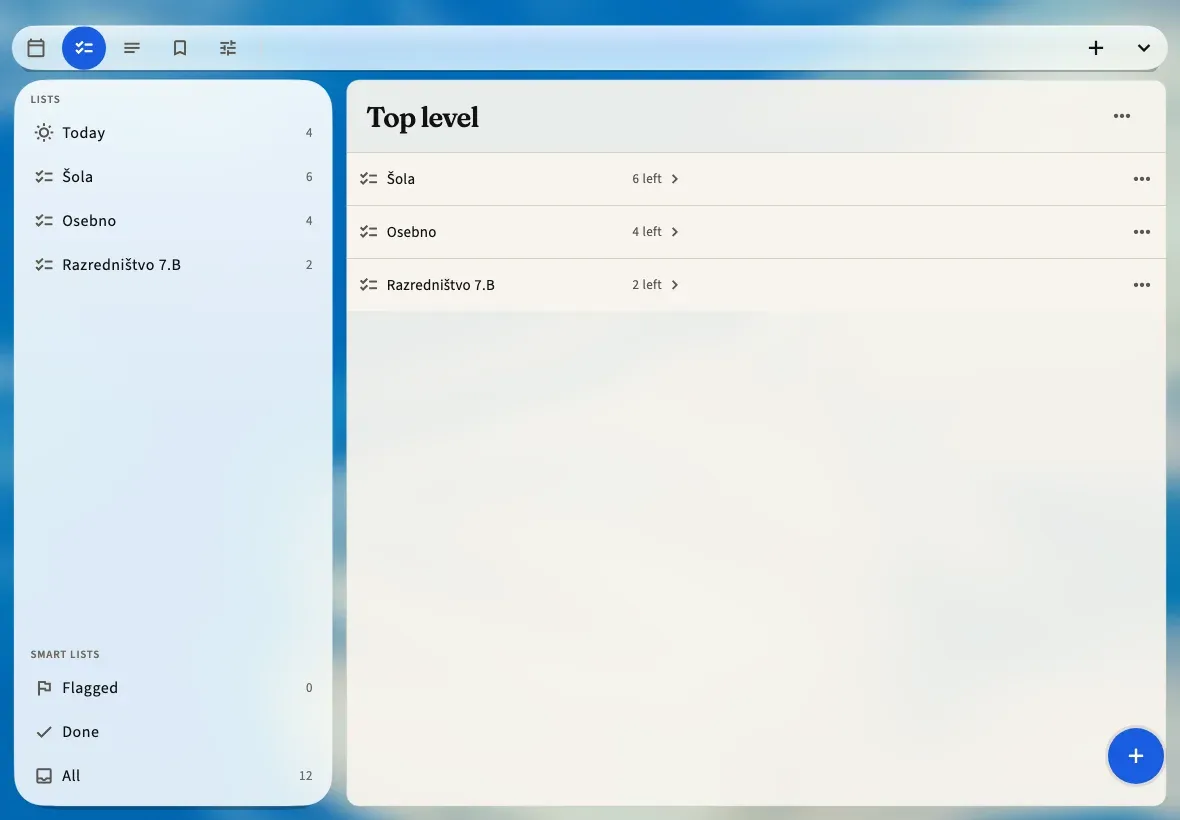 LISTS
Today 4
Šola 6
Osebno 4
Razredništvo 7.B 2
SMART LISTS
Flagged 0
Done
All 12
Top level
Šola 6 left
Osebno 4 left
Razredništvo 7.B 2 left